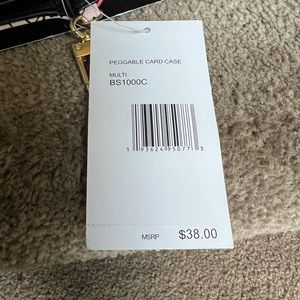 PEGGABLE CARD CASE
MULTI
BS1000C
1 93624 95077 3
MSRP $38.00